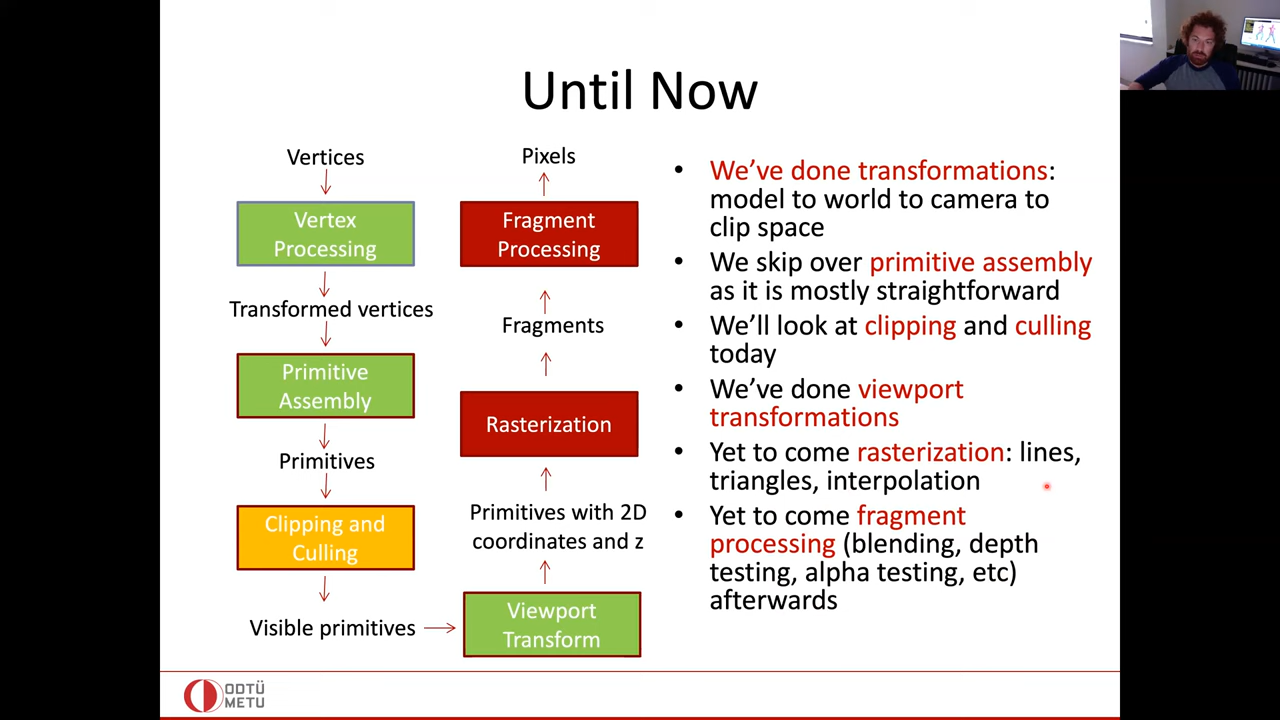 Until Now
Vertices
Vertex
Processing
Transformed vertices
Primitive
Assembly
Primitives
Clipping and
Culling
Visible primitives
Pixels
Fragment
Processing
Fragments
Rasterization
Primitives with 2D
coordinates and z
Viewport
Transform
• We’ve done transformations:
model to world to camera to
clip space
• We skip over primitive assembly
as it is mostly straightforward
• We’ll look at clipping and culling
today
• We’ve done viewport
transformations
• Yet to come rasterization: lines,
triangles, interpolation
• Yet to come fragment
processing (blending, depth
testing, alpha testing, etc)
afterwards
ODTÜ
METU